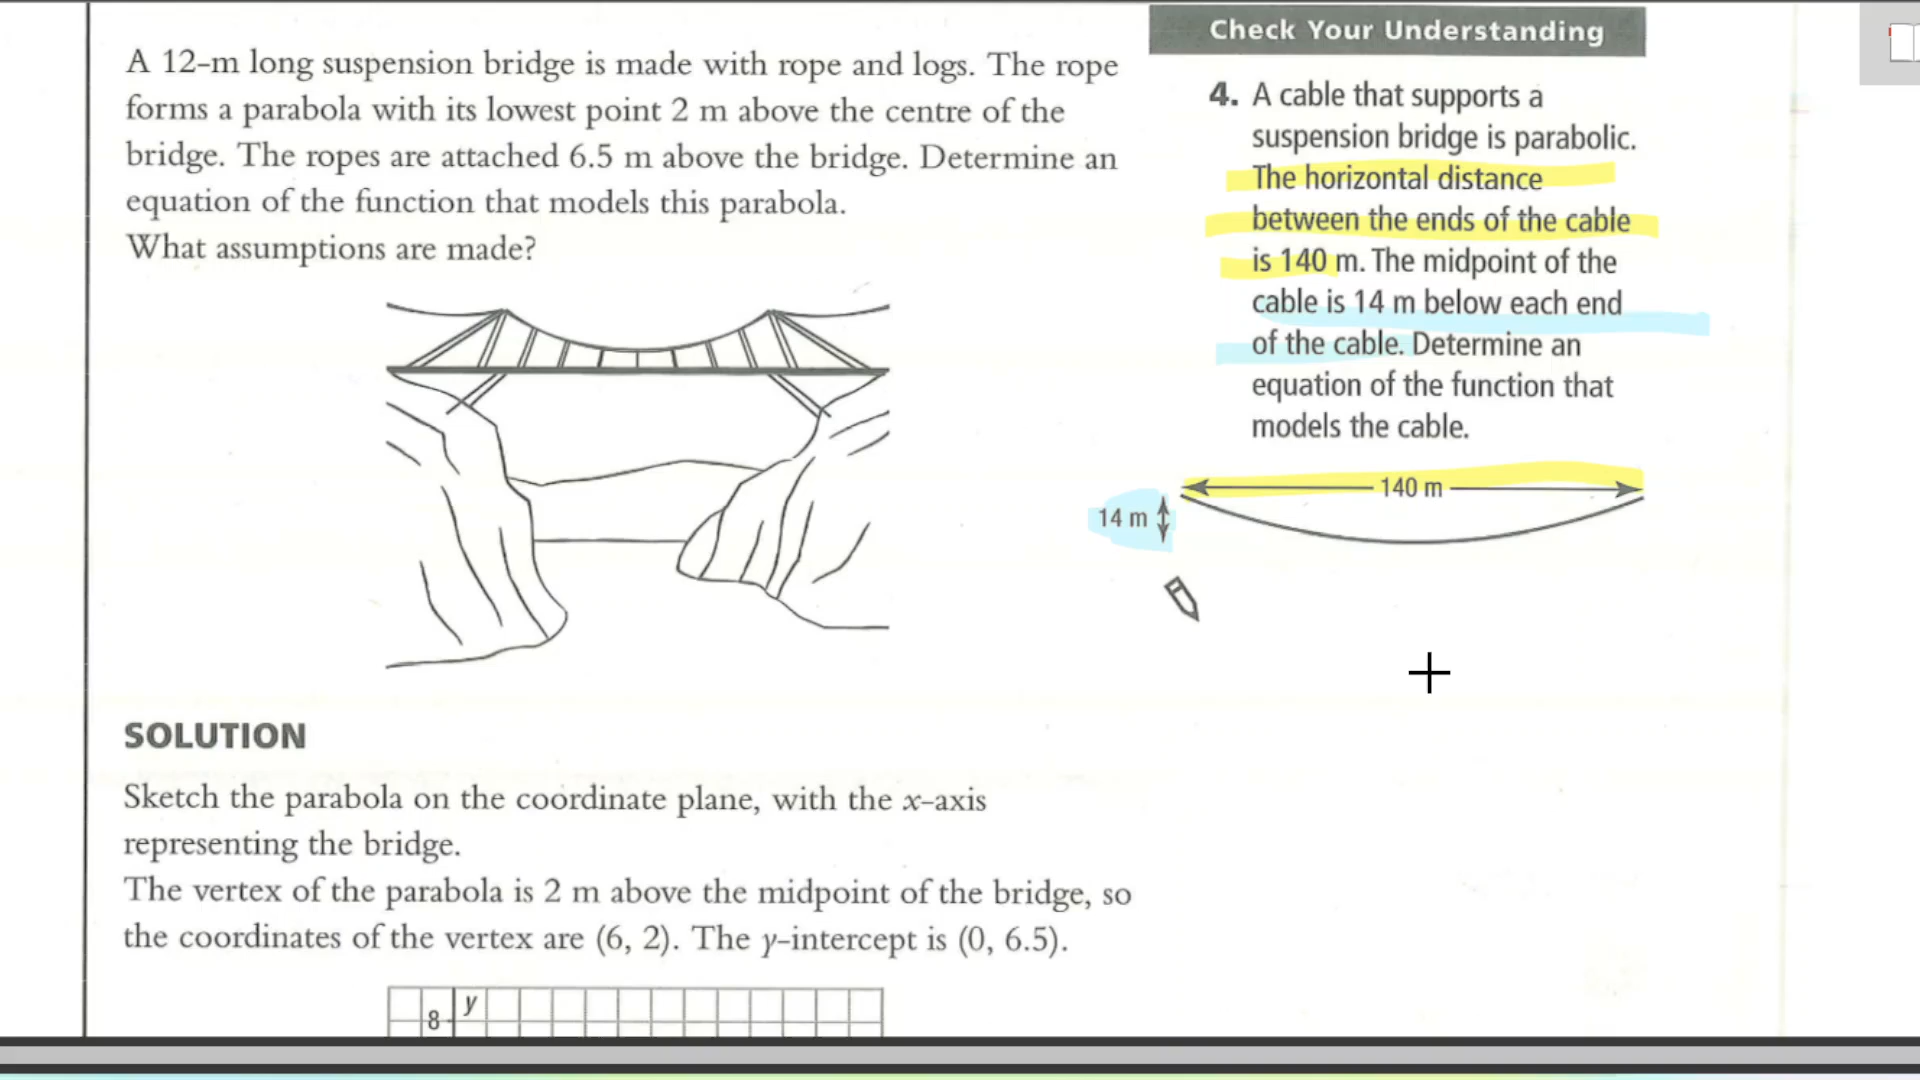 A 12-m long suspension bridge is made with rope and logs. The rope
forms a parabola with its lowest point 2 m above the centre of the
bridge. The ropes are attached 6.5 m above the bridge. Determine an
equation of the function that models this parabola.
What assumptions are made?
SOLUTION
Sketch the parabola on the coordinate plane, with the x-axis
representing the bridge.
The vertex of the parabola is 2 m above the midpoint of the bridge, so
the coordinates of the vertex are (6, 2). The y-intercept is (0, 6.5).
y
8
Check Your Understanding
4. A cable that supports a
suspension bridge is parabolic.
The horizontal distance
between the ends of the cable
is 140 m. The midpoint of the
cable is 14 m below each end
of the cable. Determine an
equation of the function that
models the cable.
140 m
14 m